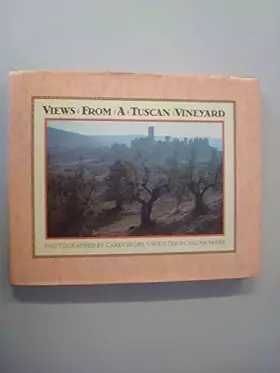 VIEWS · FROM · A · TUSCAN · VINEYARD
PHOTOGRAPHED BY CAREY MORE · WRITTEN BY JULIAN MORE